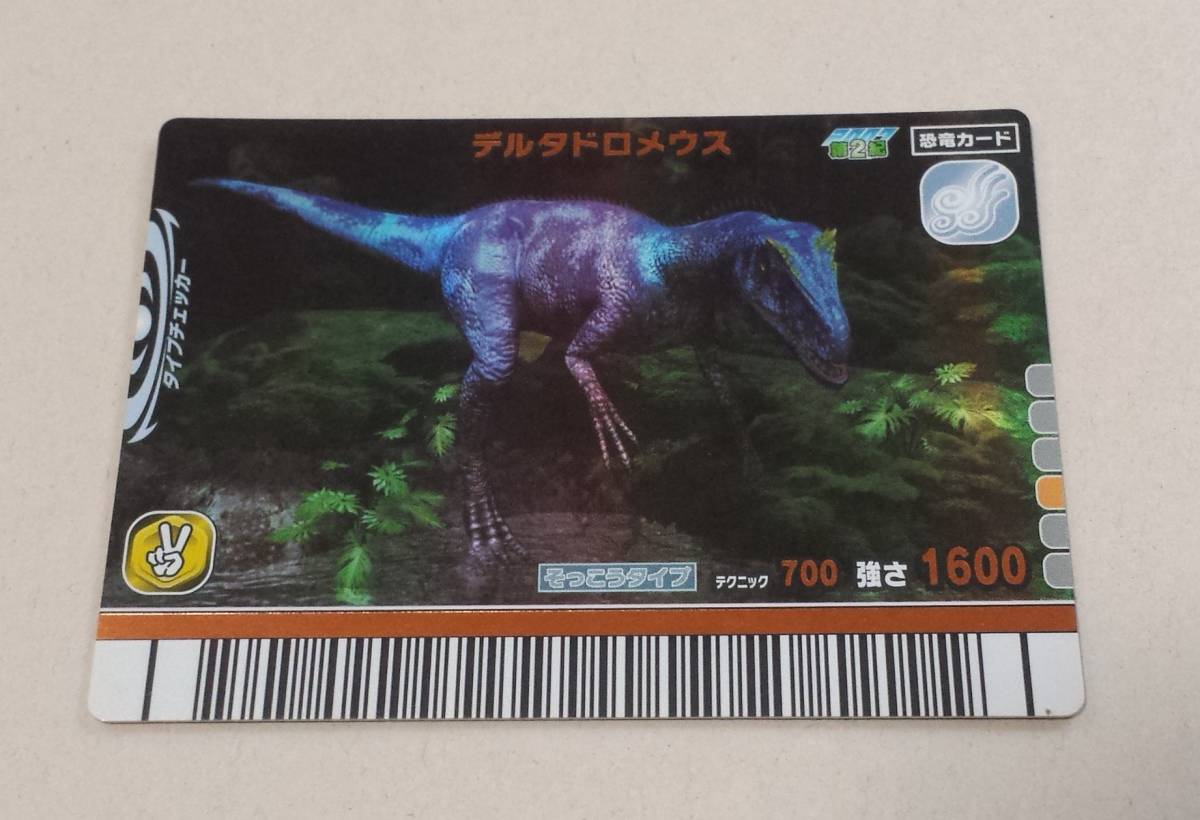 デルタドロメウス
第2紀
恐竜カード
タイプチェッカー
そっこうタイプ
テクニック 700 強さ 1600